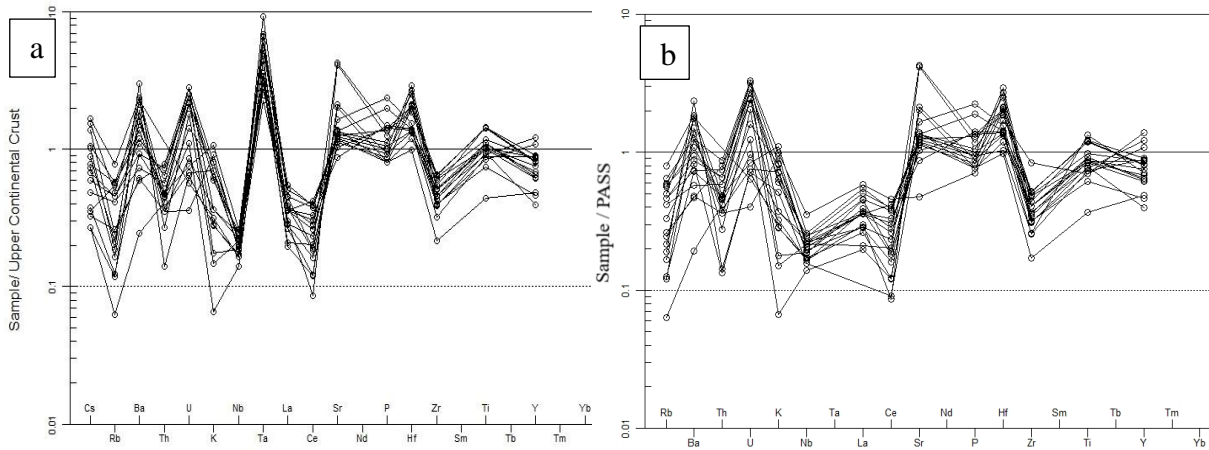 a
Sample/ Upper Continental Crust
10
1
0.1
0.01
Cs Ba U Nb La Sr P Zr Ti Y Yb
Rb Th K Ta Ce Nd Hf Sm Tb Tm
b
Sample / PASS
10
1
0.1
0.01
Rb Th K Ta Ce Nd Hf Sm Tb Tm
Ba U Nb La Sr P Zr Ti Y Yb